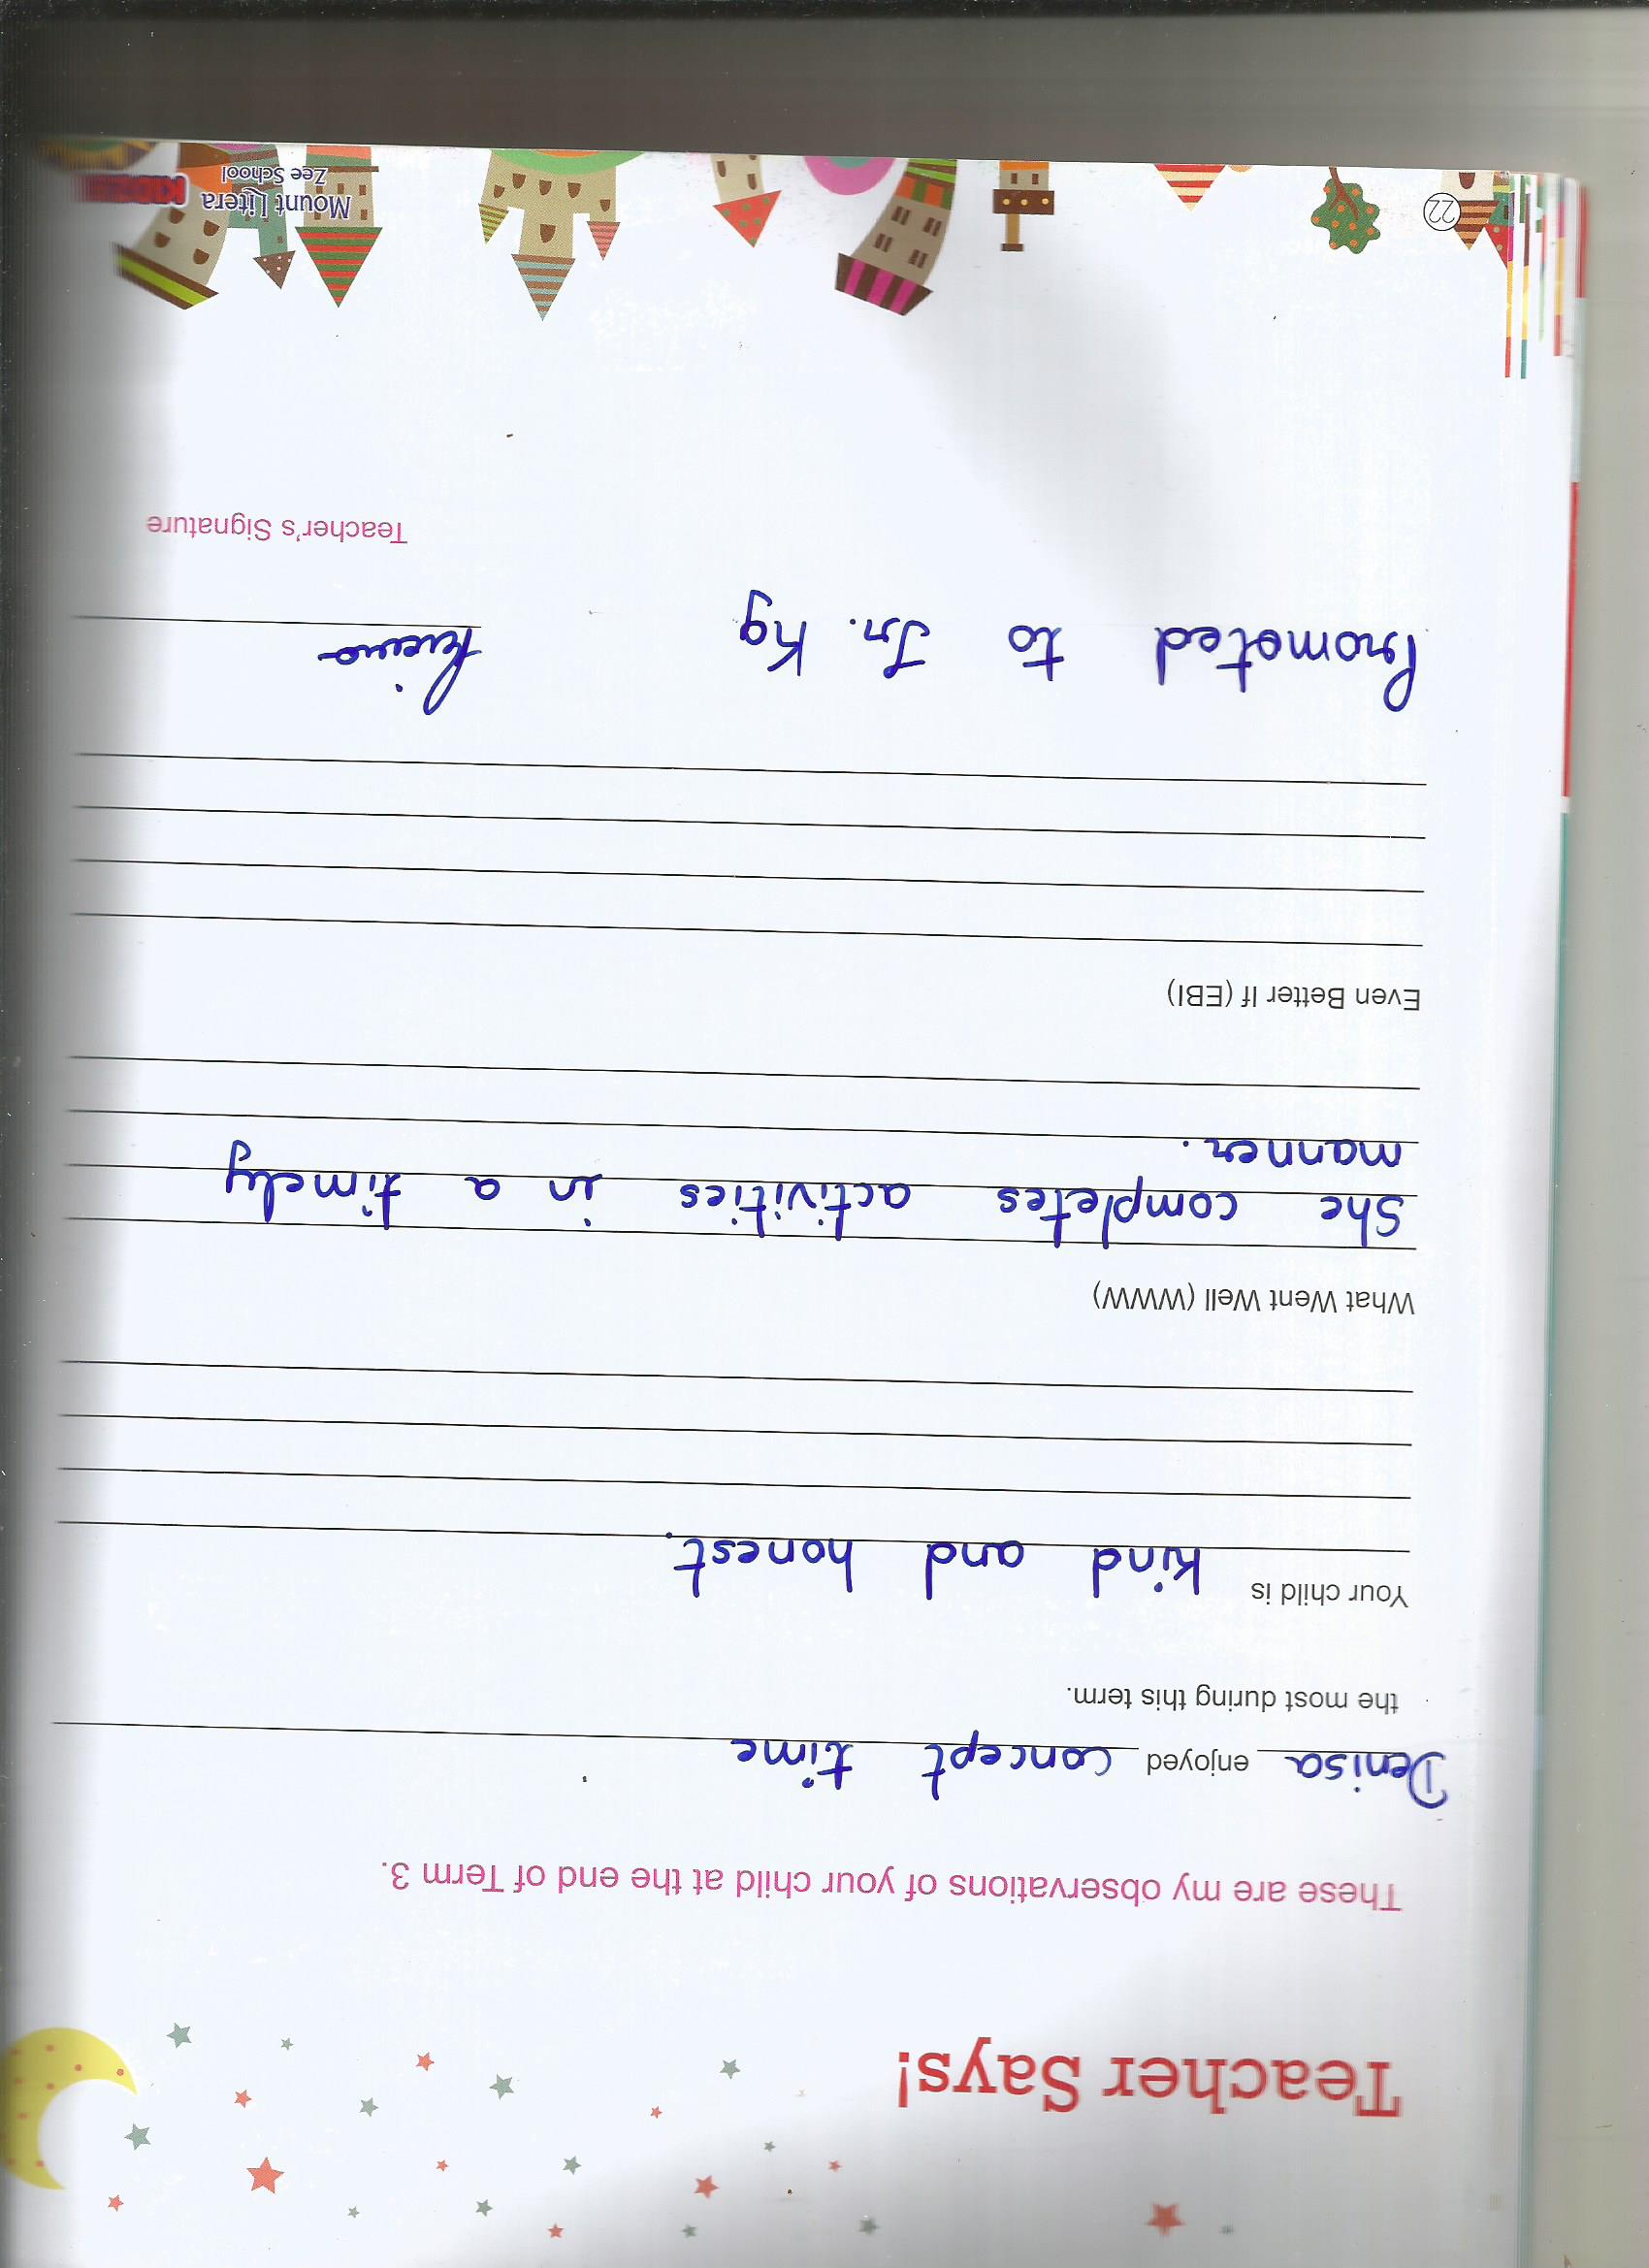 Teacher Says!
These are my observations of your child at the end of Term 3.
Denisa enjoyed concept time
the most during this term.
Your child is kind and honest.
What Went Well (WWW)
She completes activities in a timely
manner.
Even Better If (EBI)
Promoted to Jr. Kg
Teacher's Signature
22
Mount Litera
Zee School